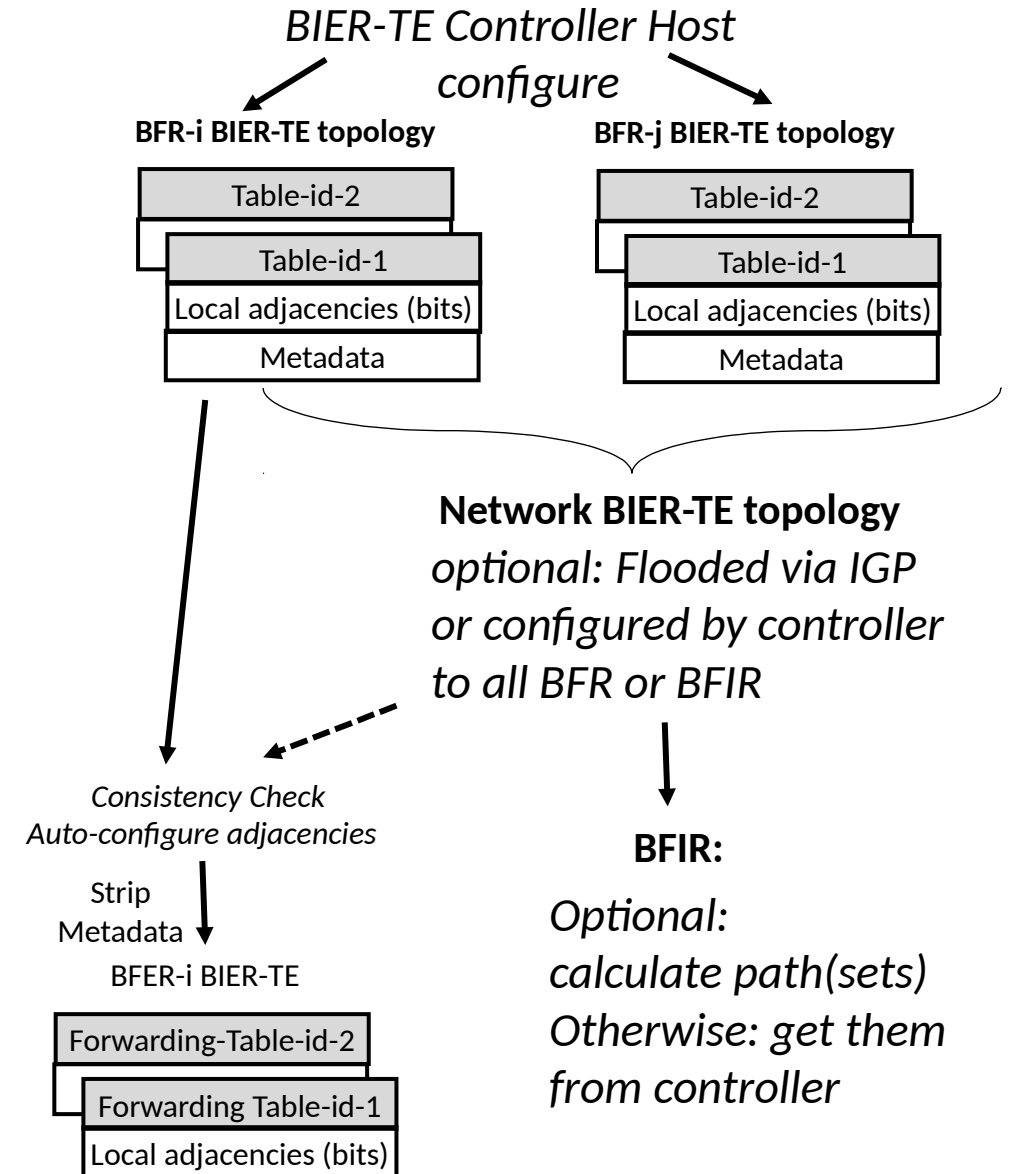 BIER-TE Controller Host
configure
BFR-i BIER-TE topology
Table-id-2
Table-id-1
Local adjacencies (bits)
Metadata
BFR-j BIER-TE topology
Table-id-2
Table-id-1
Local adjacencies (bits)
Metadata
Network BIER-TE topology
optional: Flooded via IGP
or configured by controller
to all BFR or BFIR
Consistency Check
Auto-configure adjacencies
Strip
Metadata
BFER-i BIER-TE
Forwarding-Table-id-2
Forwarding Table-id-1
Local adjacencies (bits)
BFIR:
Optional:
calculate path(sets)
Otherwise: get them
from controller